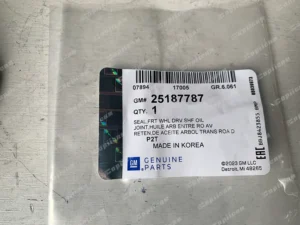 07894 17005 GR:6.061
GM# 25187787
QTY. 1
SEAL,FRT WHL DRV SHF OIL
JOINT,HUILE ARB ENTRE RO AV
RETEN,DE ACEITE ARBOL TRANS ROA D
P2T
MADE IN KOREA
GM
GENUINE
PARTS
©2020 GM LLC
Detroit, MI 48265